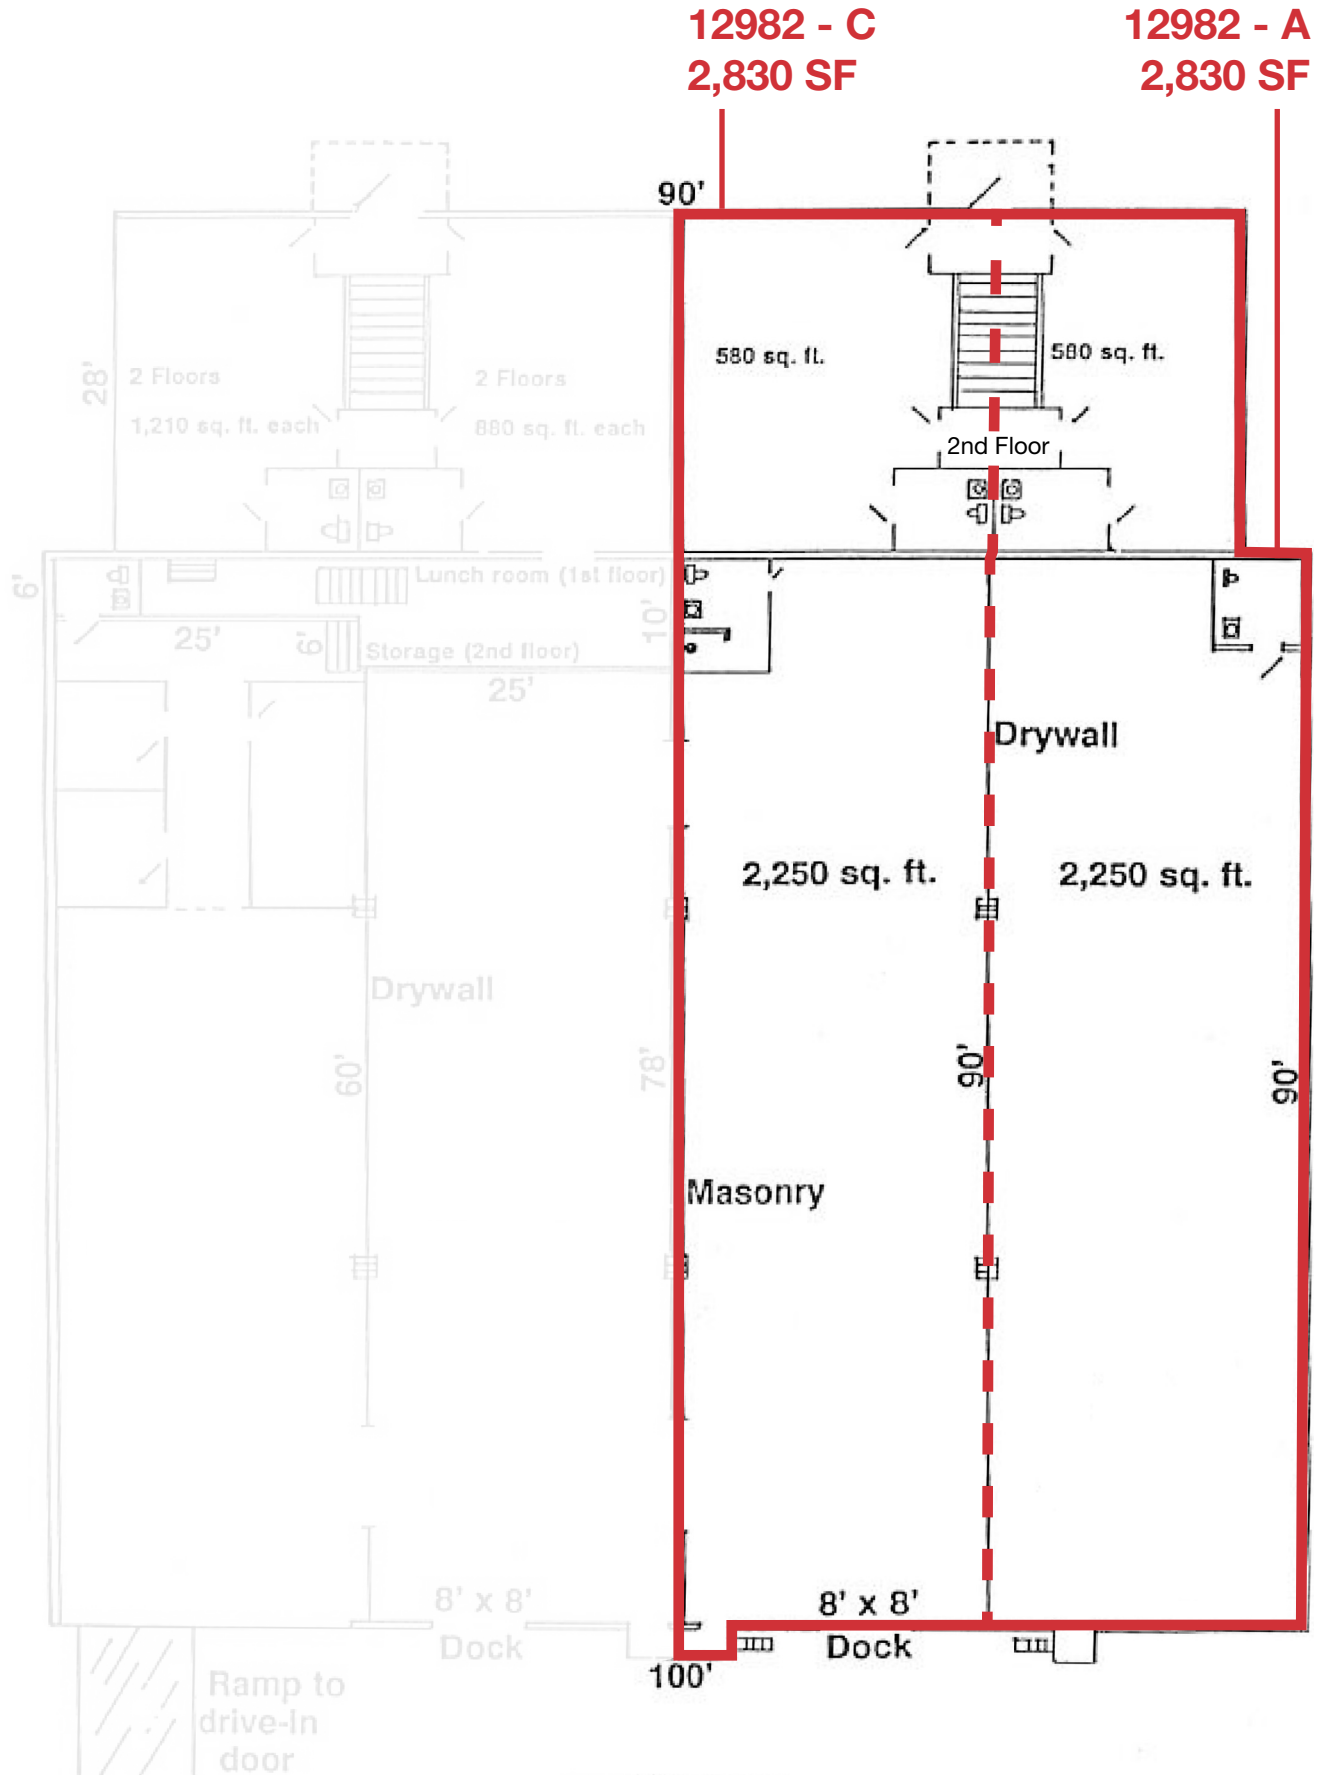 12982 - C
2,830 SF
12982 - A
2,830 SF
90'
580 sq. ft.
580 sq. ft.
28'
2 Floors
1,210 sq. ft. each
2 Floors
880 sq. ft. each
2nd Floor
6'
Lunch room (1st floor)
25'
6'
10'
Storage (2nd floor)
25'
Drywall
2,250 sq. ft.
2,250 sq. ft.
Drywall
60'
78'
90'
90'
Masonry
8' x 8'
Dock
8' x 8'
Dock
100'
Ramp to
drive-in
door